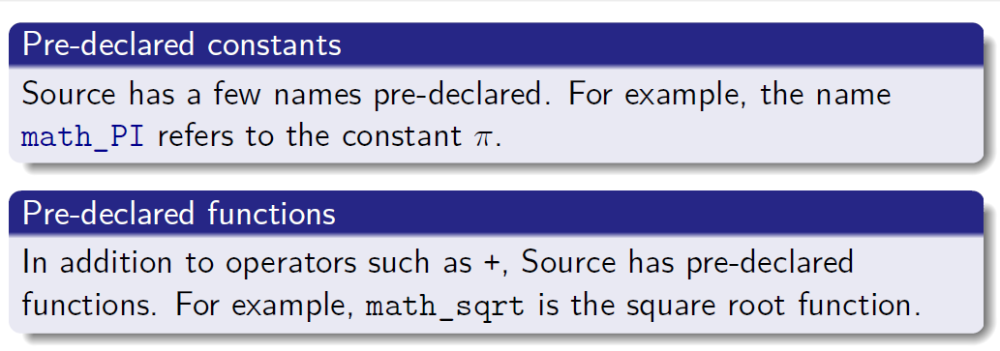 Pre-declared constants
Source has a few names pre-declared. For example, the name
math_PI refers to the constant π.
Pre-declared functions
In addition to operators such as +, Source has pre-declared
functions. For example, math_sqrt is the square root function.